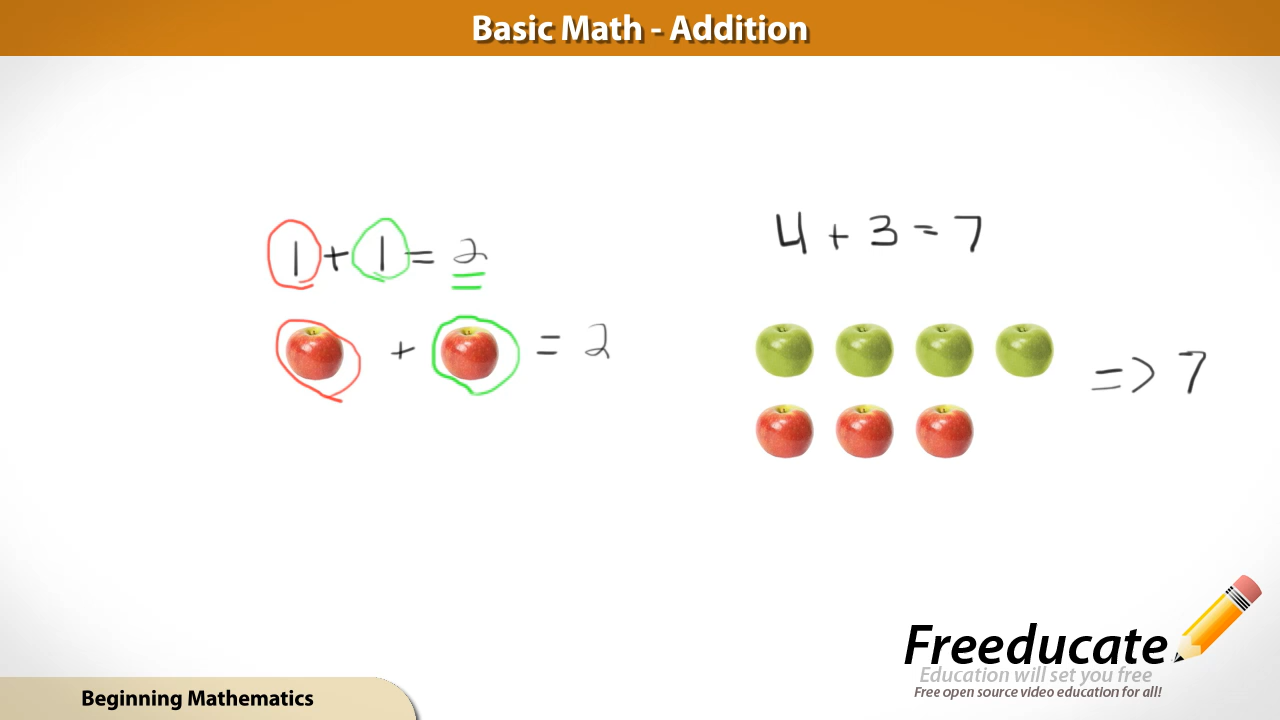 Basic Math - Addition
1 + 1 = 2
+ = 2
4 + 3 = 7
=> 7
Freeducate
Education will set you free
Free open source video education for all!
Beginning Mathematics